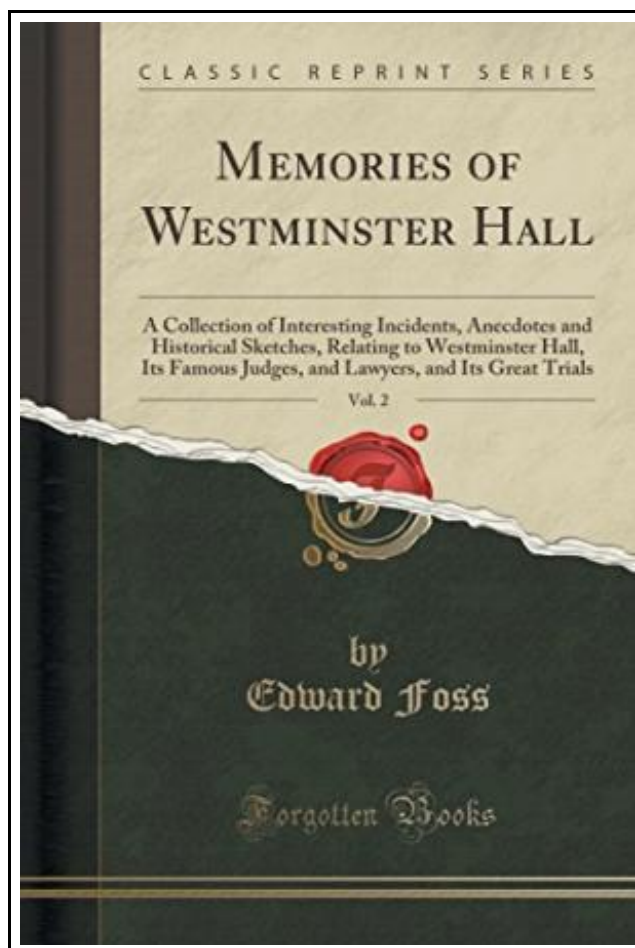 CLASSIC REPRINT SERIES
MEMORIES OF
WESTMINSTER HALL
A Collection of Interesting Incidents, Anecdotes and
Historical Sketches, Relating to Westminster Hall,
Its Famous Judges, and Lawyers, and Its Great Trials
Vol. 2
by
Edward Foss
Forgotten Books